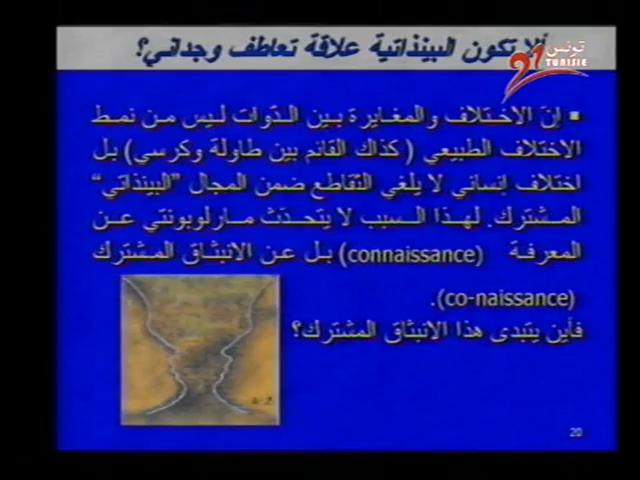 ألا تكون البينذاتية علاقة تعاطف وجداني؟
تونس
21
TUNISIE
▪ إنّ الاختلاف والمغايرة بين الذّوات ليس من نمط
الاختلاف الطبيعي (كذاك القائم بين طاولة وكرسي) بل
اختلاف إنساني لا يلغي التقاطع ضمن المجال "البينذاتي"
المشترك. لهذا السبب لا يتحدّث مارلوبونتي عن
المعرفة (connaissance) بل عن الانبثاق المشترك
(co-naissance).
فأين يتبدى هذا الانبثاق المشترك؟
20